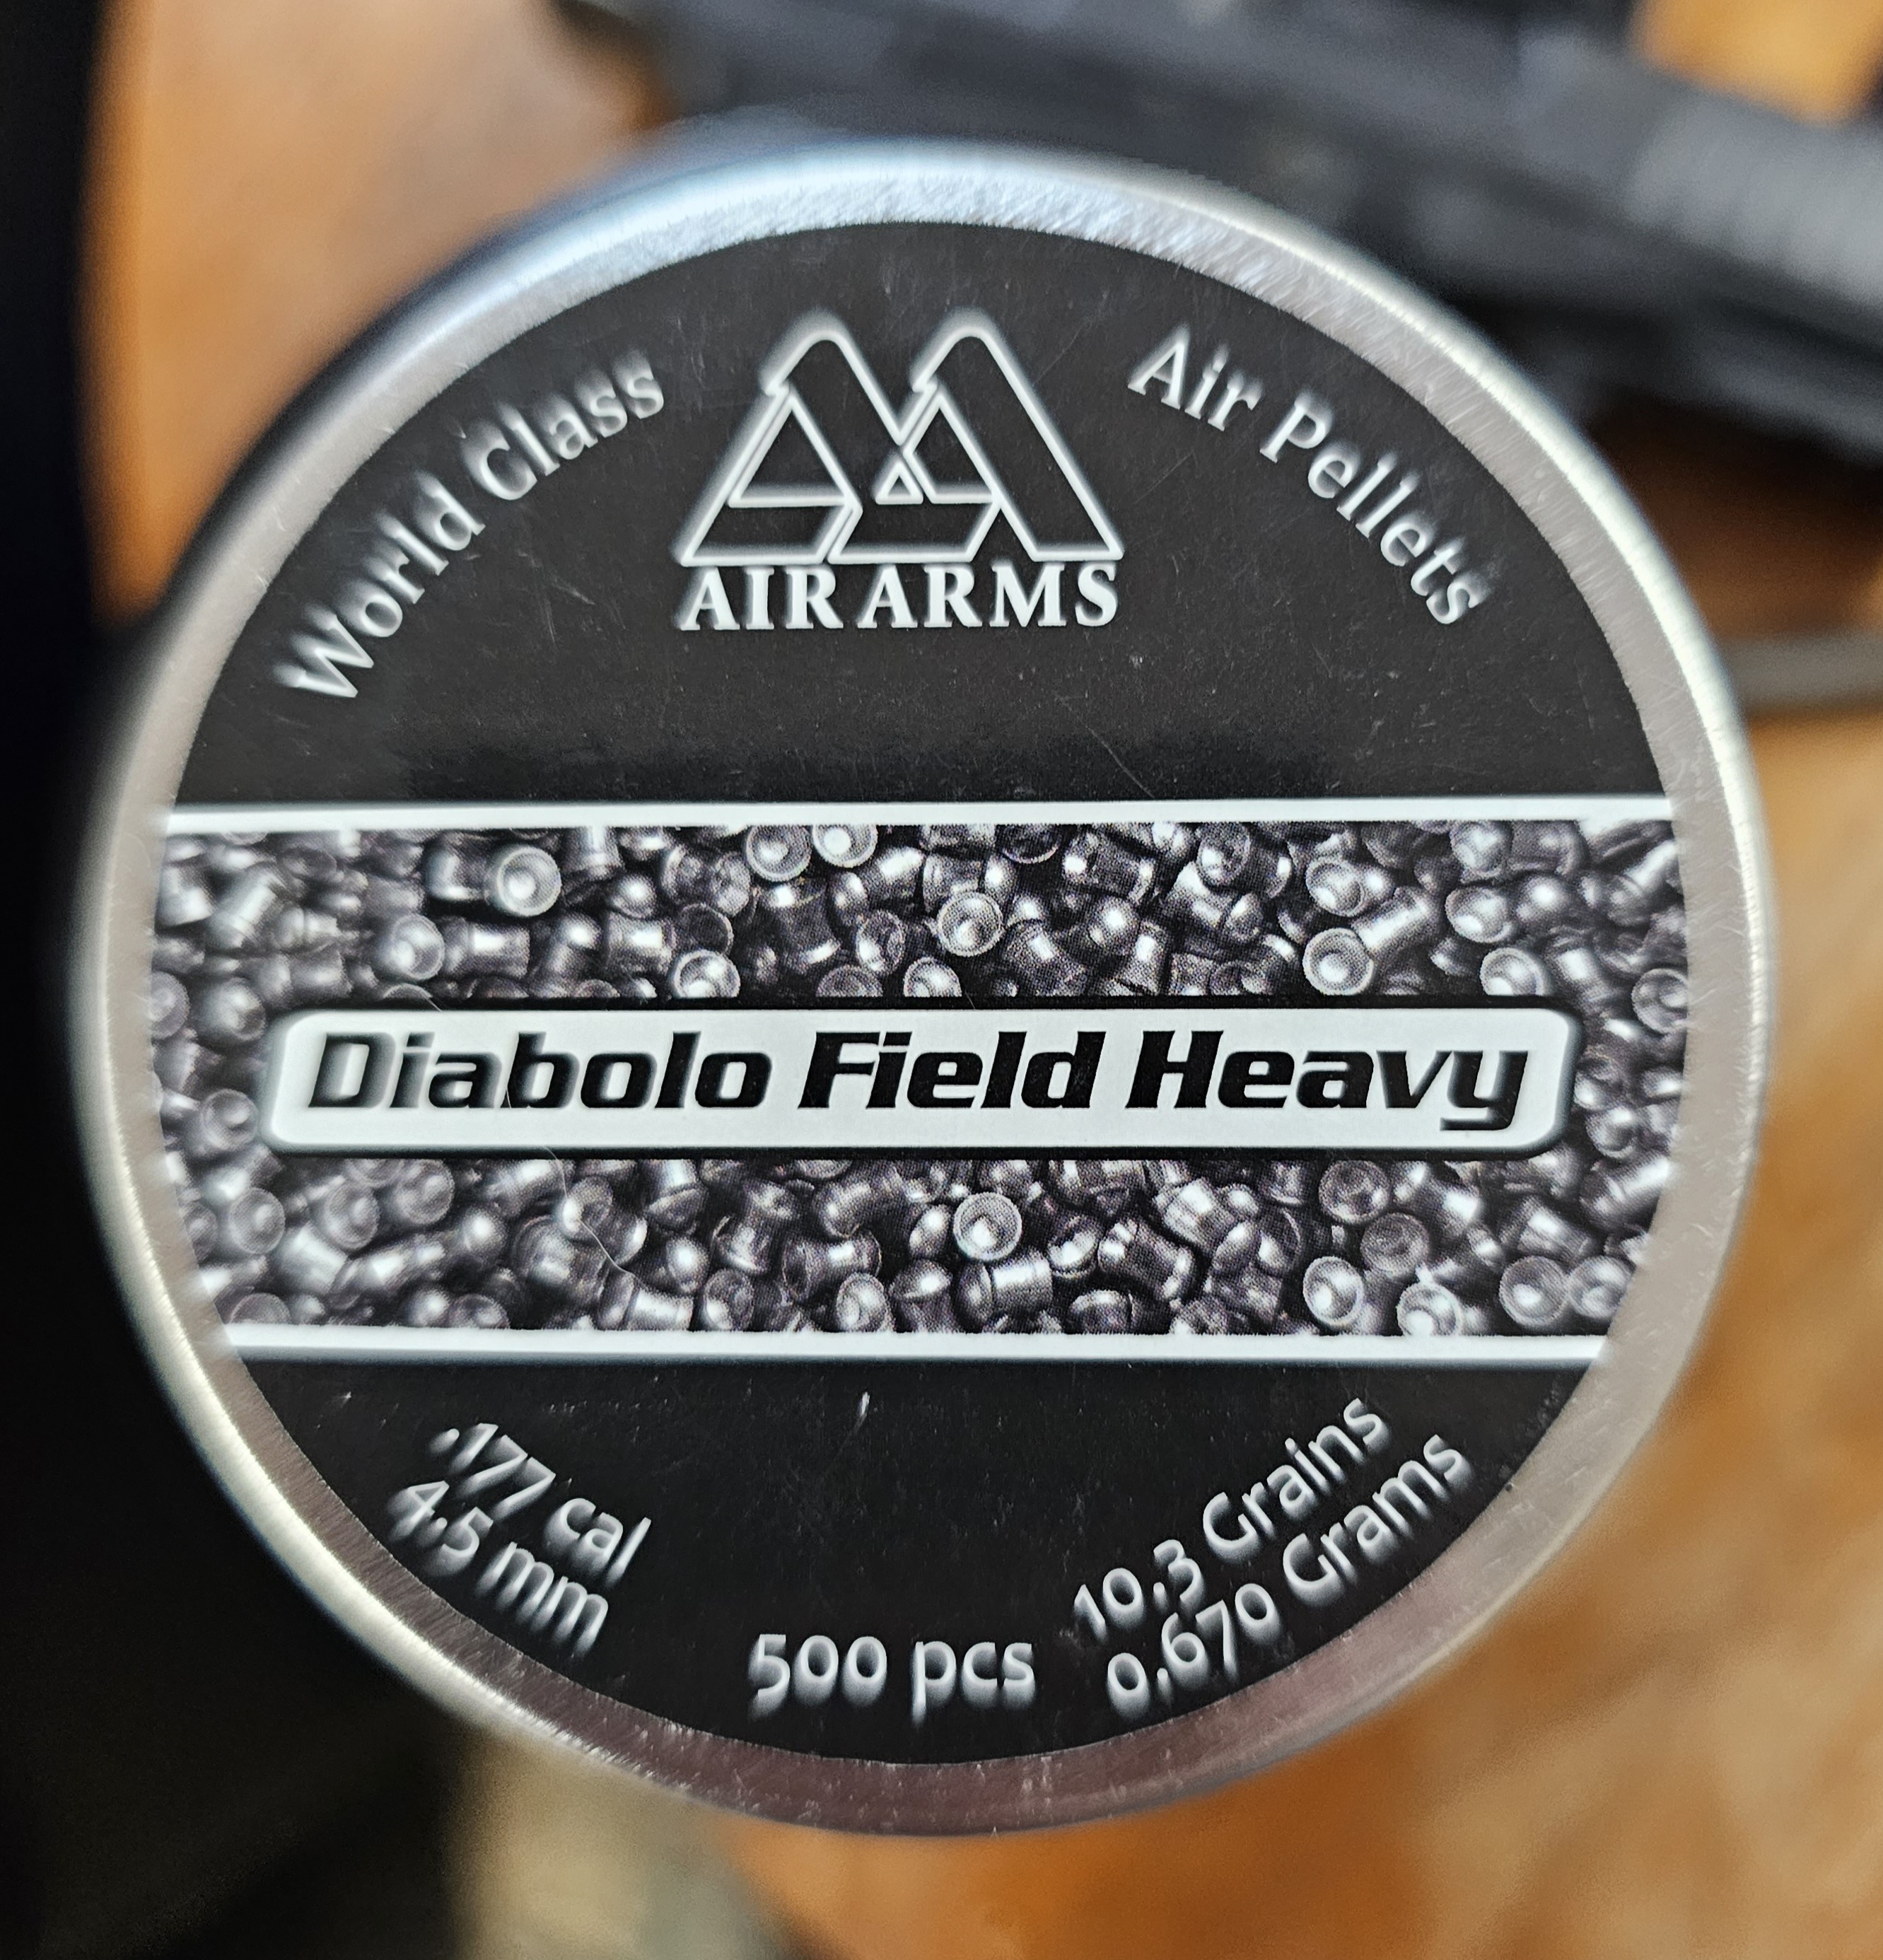 World Class
Air Pellets
AIR ARMS
Diabolo Field Heavy
.177 cal
4.5 mm
500 pcs
10.3 Grains
0.670 Grams